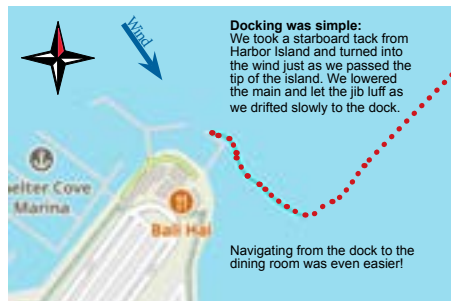 Wind
Docking was simple:
We took a starboard tack from
Harbor Island and turned into
the wind just as we passed the
tip of the island. We lowered
the main and let the jib luff as
we drifted slowly to the dock.
elter Cove
Marina
Bali Hai
Navigating from the dock to the
dining room was even easier!